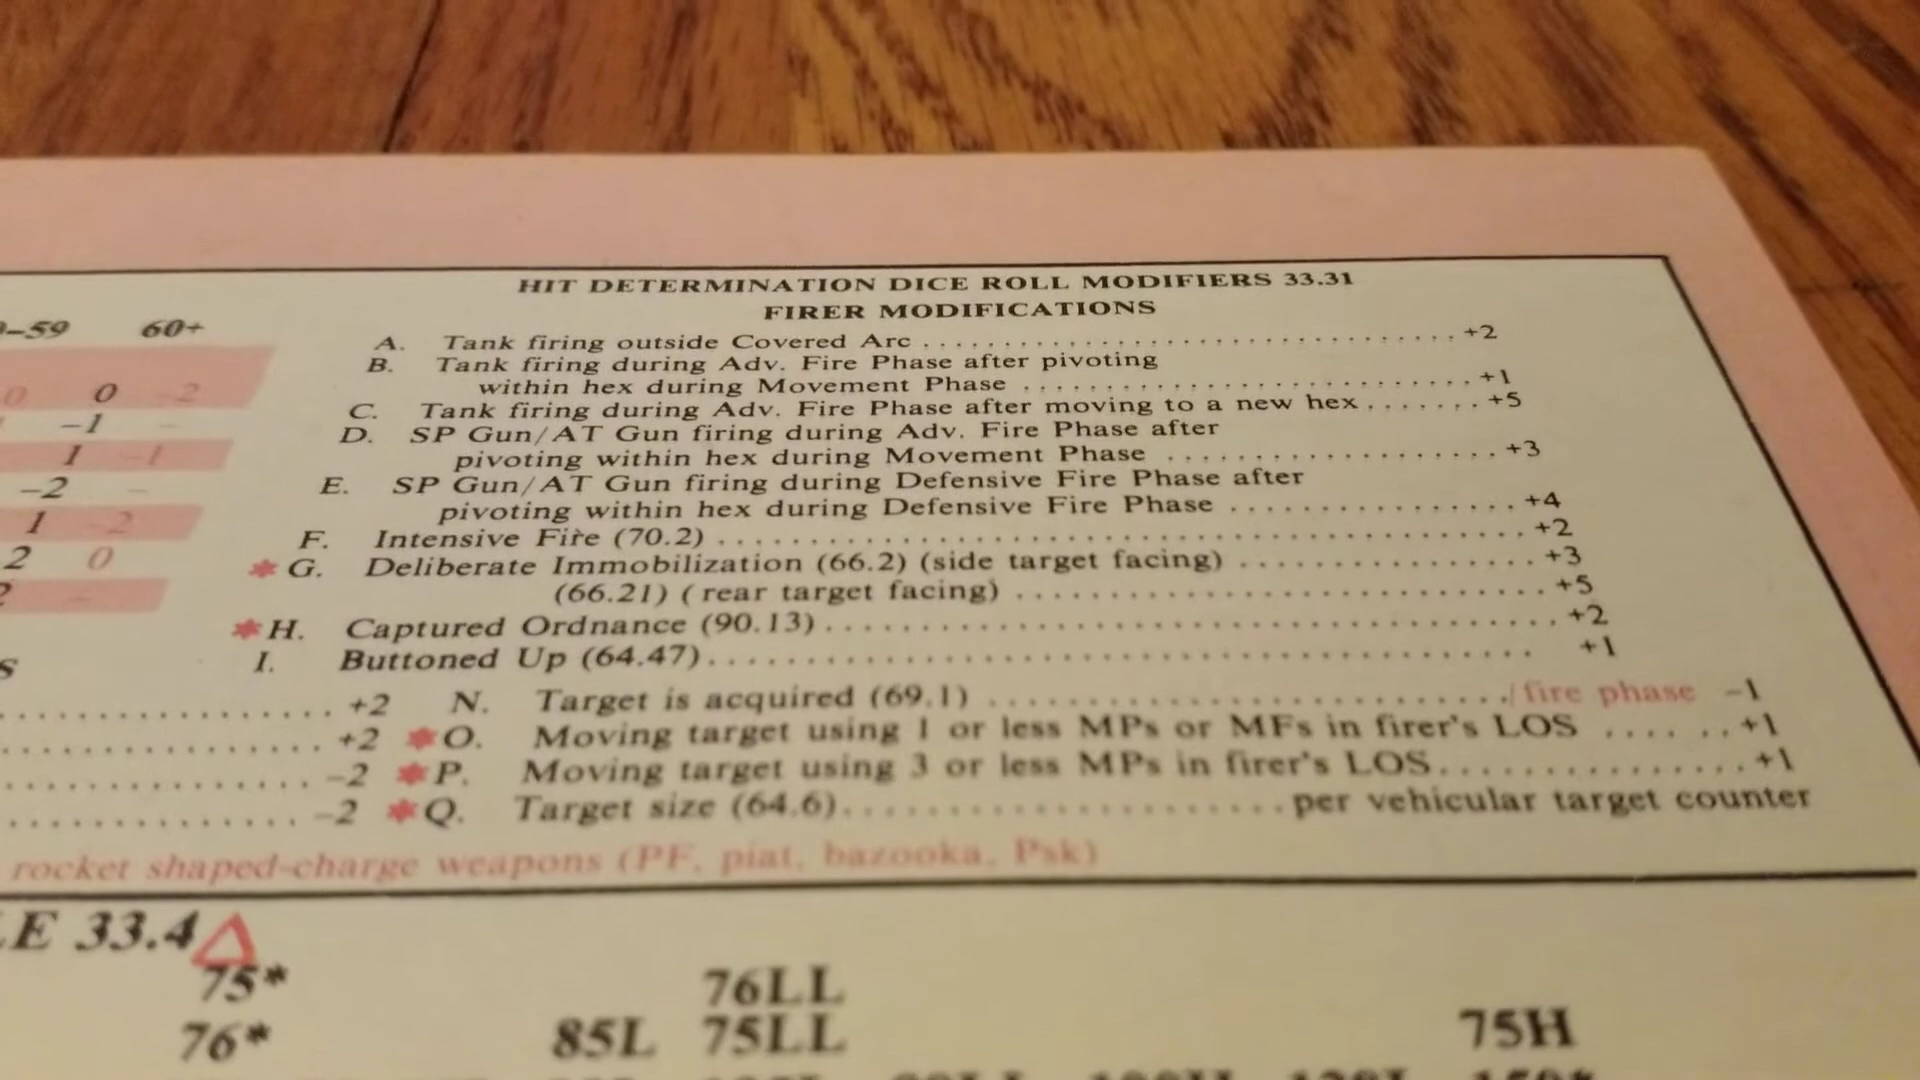 HIT DETERMINATION DICE ROLL MODIFIERS 33.31
FIRER MODIFICATIONS
–59 60+
0 0 -2
-1 –
1 -1
-2 –
1 -2
2 0
–
A. Tank firing outside Covered Arc ............ +2
B. Tank firing during Adv. Fire Phase after pivoting
within hex during Movement Phase ............ +1
C. Tank firing during Adv. Fire Phase after moving to a new hex ....... +5
D. SP Gun/AT Gun firing during Adv. Fire Phase after
pivoting within hex during Movement Phase ............ +3
E. SP Gun/AT Gun firing during Defensive Fire Phase after
pivoting within hex during Defensive Fire Phase ............ +4
F. Intensive Fire (70.2) ............ +2
* G. Deliberate Immobilization (66.2) (side target facing) ............ +3
(66.21) ( rear target facing) ............ +5
* H. Captured Ordnance (90.13) ............ +2
I. Buttoned Up (64.47) ............ +1
............ +2 N. Target is acquired (69.1) ............ /fire phase -1
............ +2 * O. Moving target using 1 or less MPs or MFs in firer's LOS ...... +1
............ -2 * P. Moving target using 3 or less MPs in firer's LOS ............ +1
............ -2 * Q. Target size (64.6) ............ per vehicular target counter
rocket shaped-charge weapons (PF, piat, bazooka, Psk)
LE 33.4 △
75* 76LL
76* 85L 75LL 75H